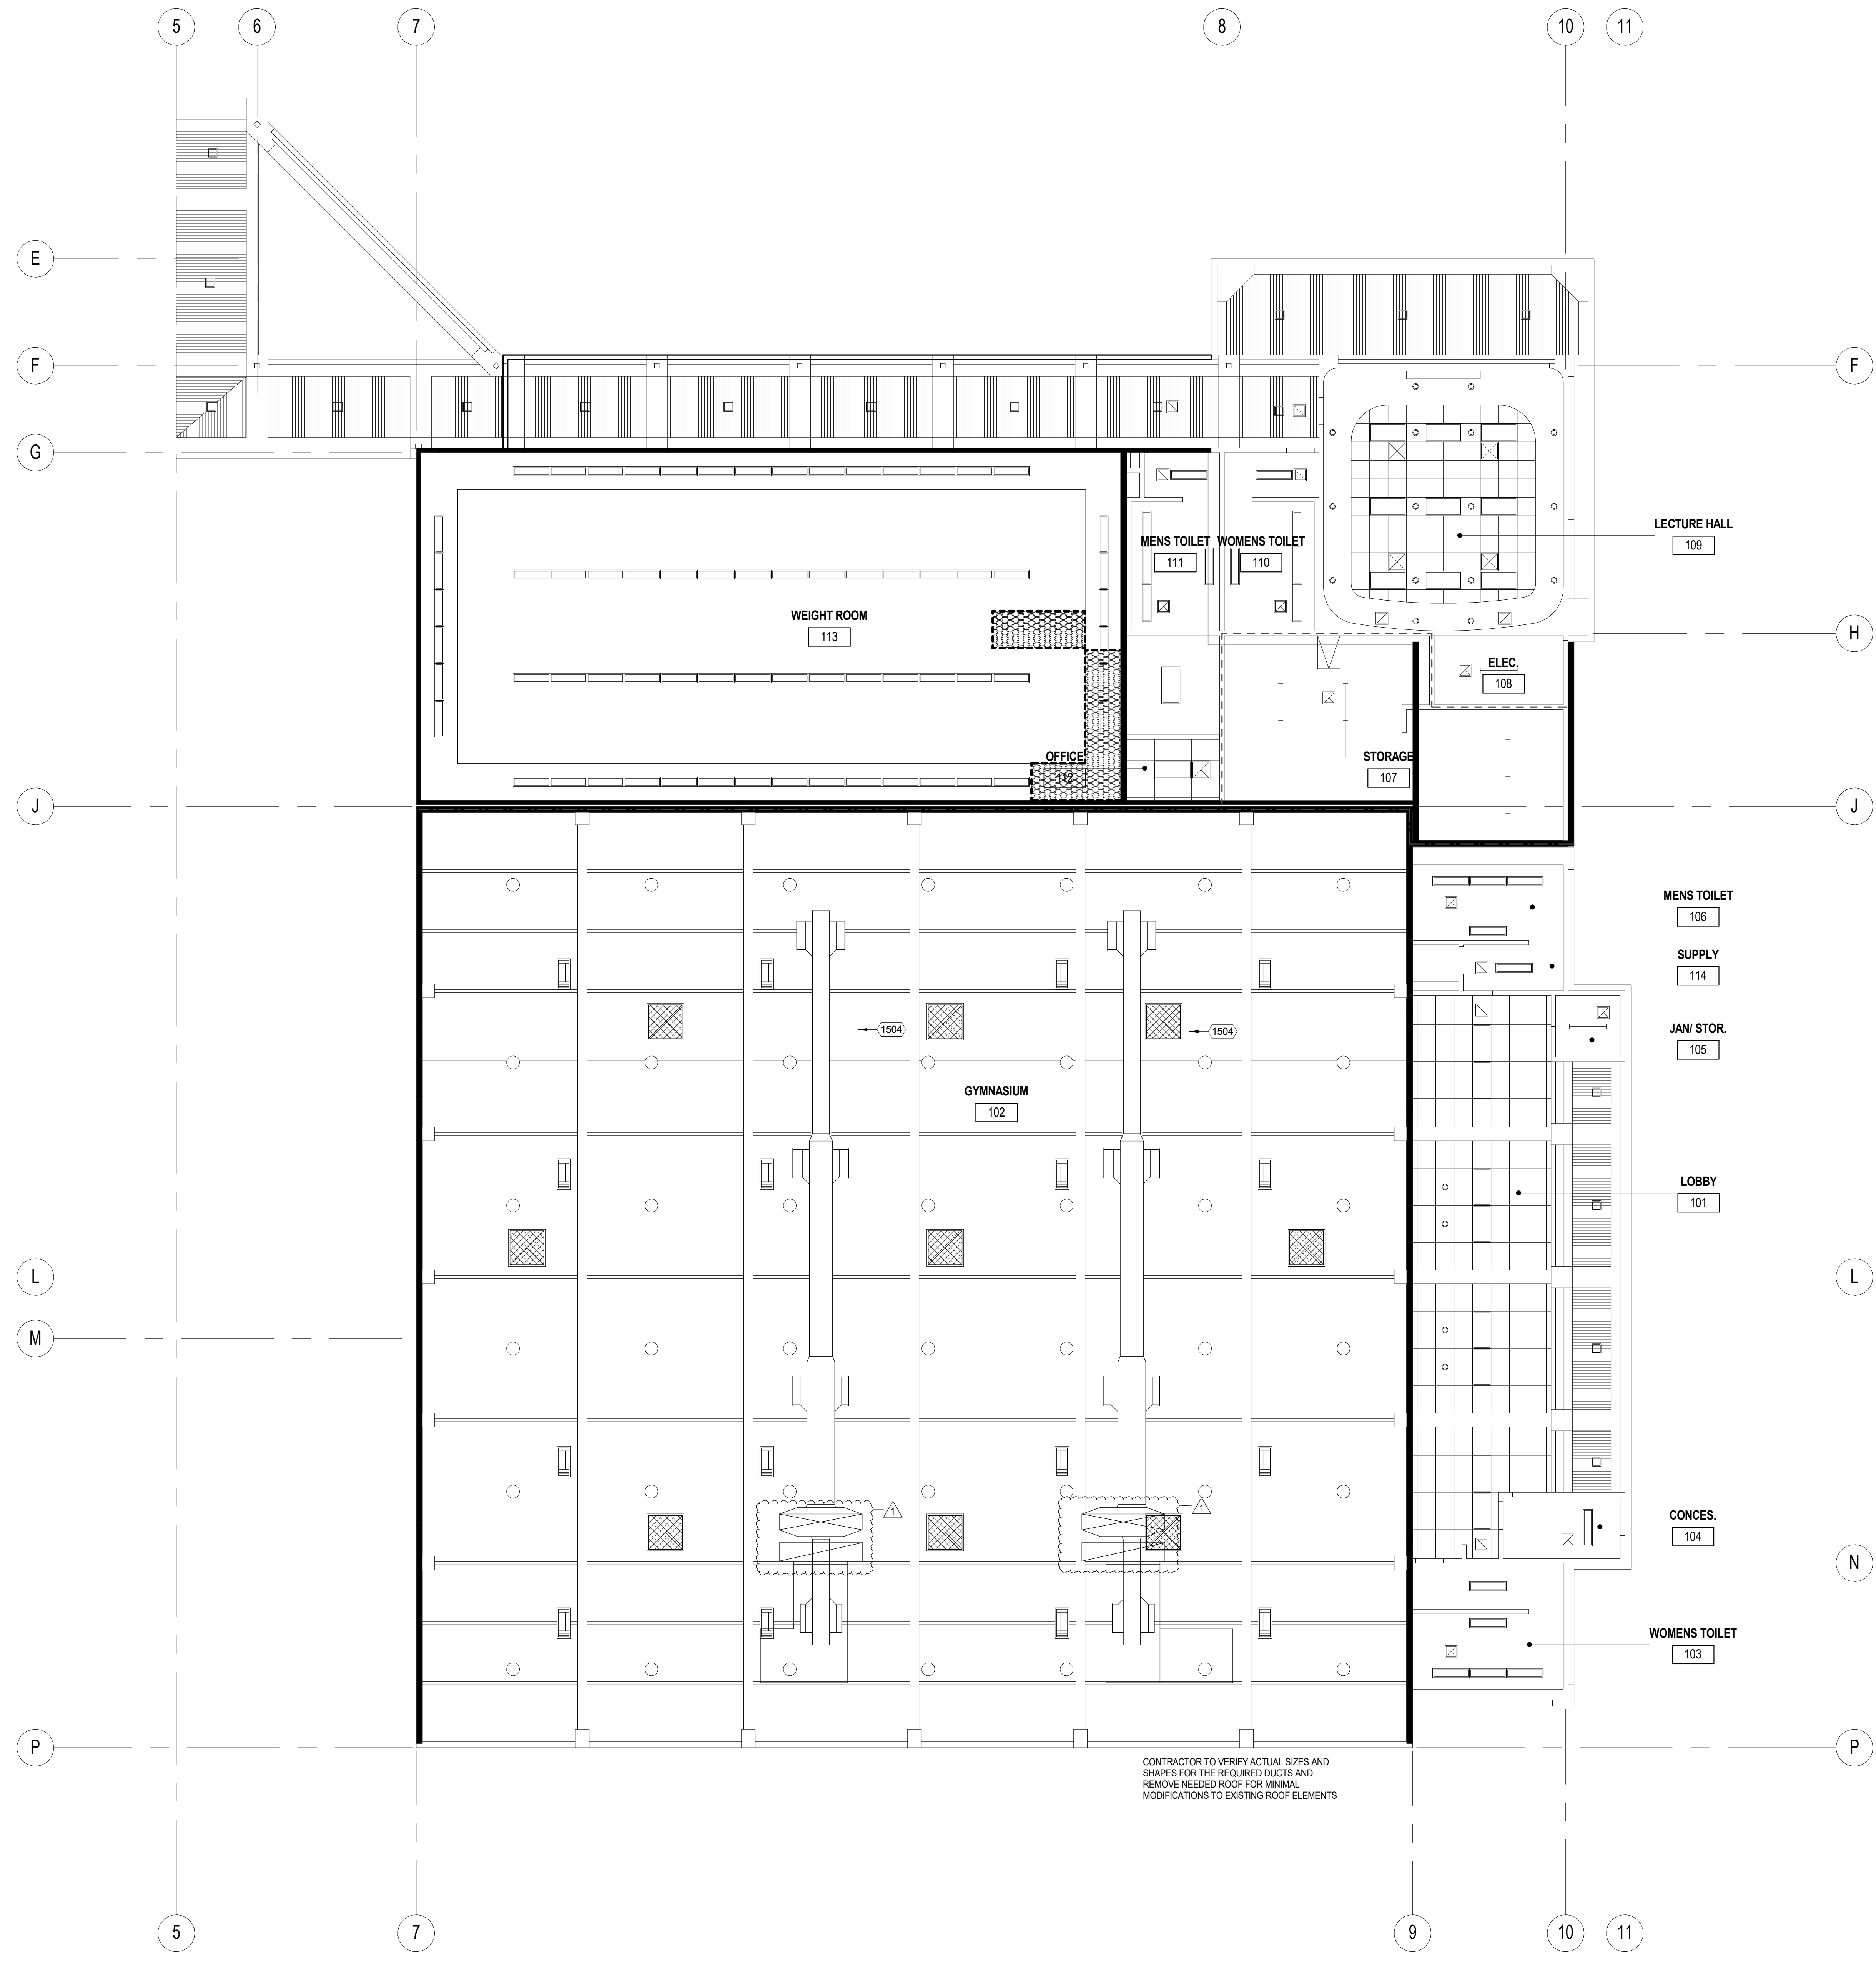 5
6
7
8
10
11
E
F
F
G
LECTURE HALL
109
MENS TOILET
111
WOMENS TOILET
110
WEIGHT ROOM
113
H
ELEC.
108
OFFICE
112
STORAGE
107
J
J
MENS TOILET
106
SUPPLY
114
1504
1504
JAN/ STOR.
105
GYMNASIUM
102
LOBBY
101
L
L
M
1
1
CONCES.
104
N
WOMENS TOILET
103
P
P
CONTRACTOR TO VERIFY ACTUAL SIZES AND
SHAPES FOR THE REQUIRED DUCTS AND
REMOVE NEEDED ROOF FOR MINIMAL
MODIFICATIONS TO EXISTING ROOF ELEMENTS
5
7
9
10
11